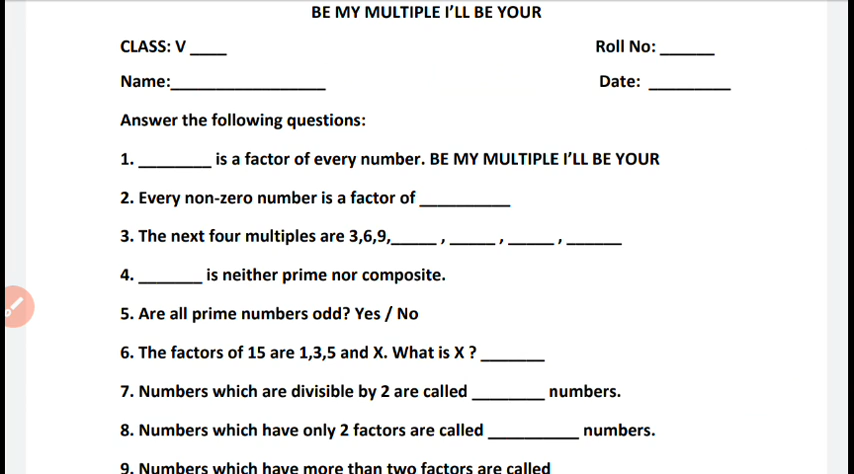 BE MY MULTIPLE I’LL BE YOUR
CLASS: V ____ Roll No: ______
Name:_________________ Date: _________
Answer the following questions:
1. ________ is a factor of every number. BE MY MULTIPLE I’LL BE YOUR
2. Every non-zero number is a factor of __________
3. The next four multiples are 3,6,9,_____ , _____ , _____ , ______
4. _______ is neither prime nor composite.
5. Are all prime numbers odd? Yes / No
6. The factors of 15 are 1,3,5 and X. What is X ? _______
7. Numbers which are divisible by 2 are called ________ numbers.
8. Numbers which have only 2 factors are called __________ numbers.
9. Numbers which have more than two factors are called